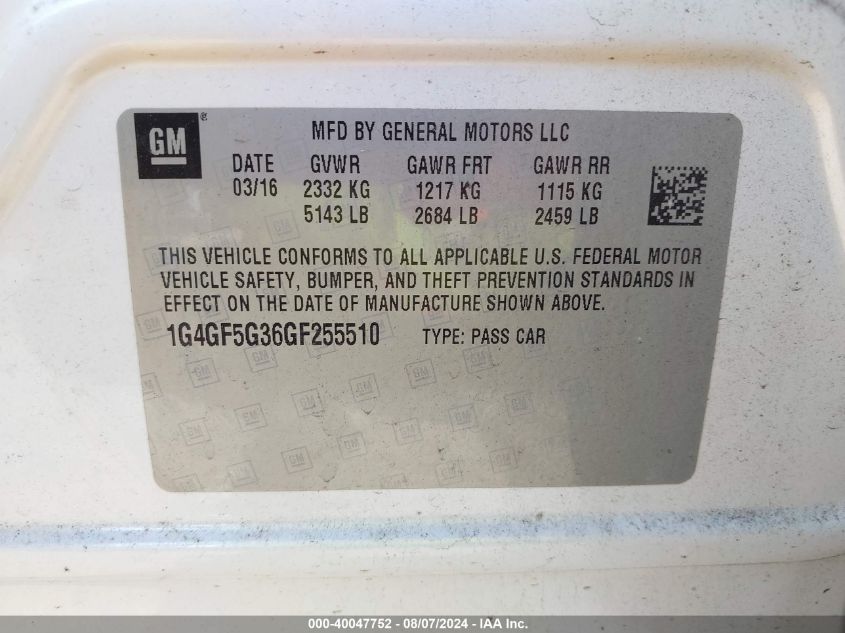 GM ®
MFD BY GENERAL MOTORS LLC
DATE GVWR GAWR FRT GAWR RR
03/16 2332 KG 1217 KG 1115 KG
5143 LB 2684 LB 2459 LB
THIS VEHICLE CONFORMS TO ALL APPLICABLE U.S. FEDERAL MOTOR
VEHICLE SAFETY, BUMPER, AND THEFT PREVENTION STANDARDS IN
EFFECT ON THE DATE OF MANUFACTURE SHOWN ABOVE.
1G4GF5G36GF255510 TYPE: PASS CAR
000-40047752 - 08/07/2024 - IAA Inc.